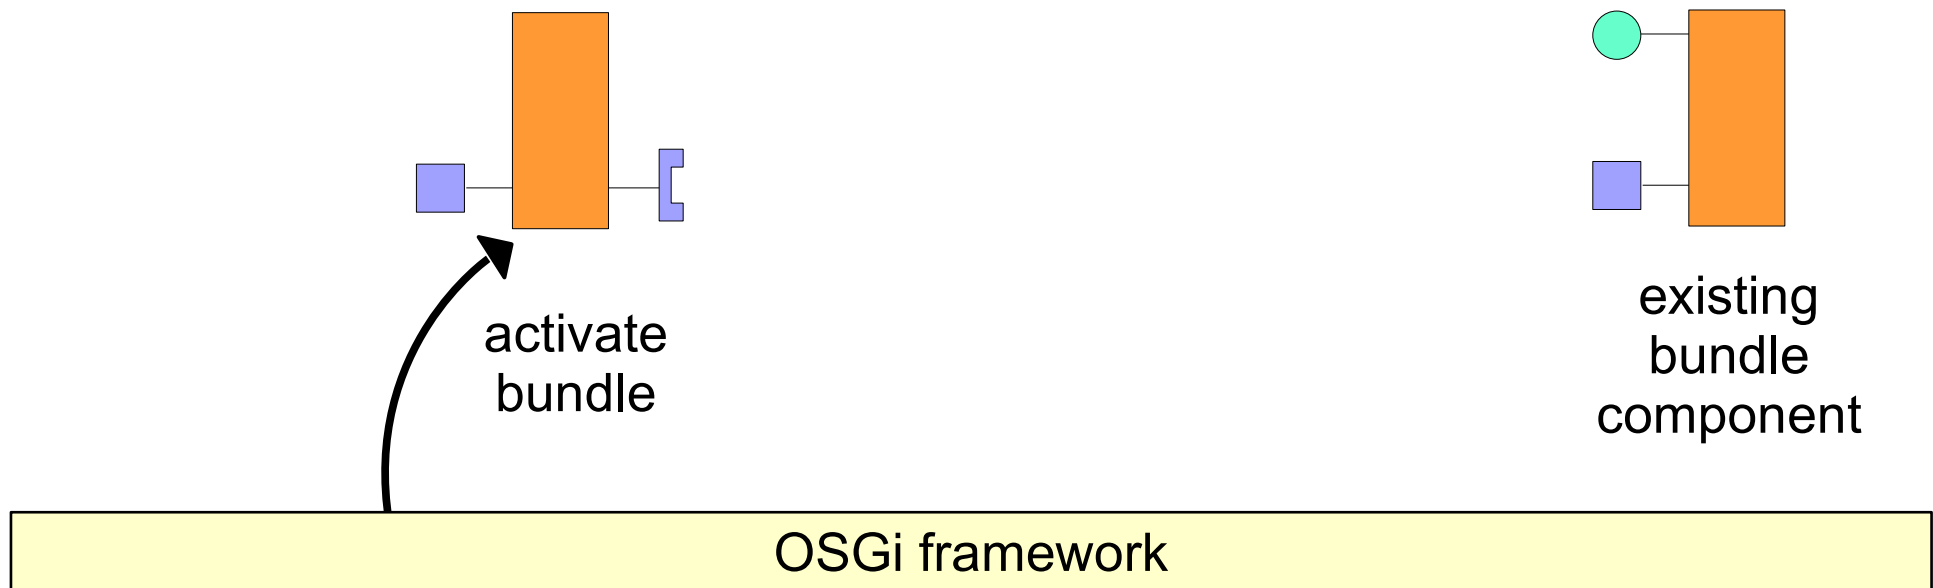 activate
bundle
existing
bundle
component
OSGi framework